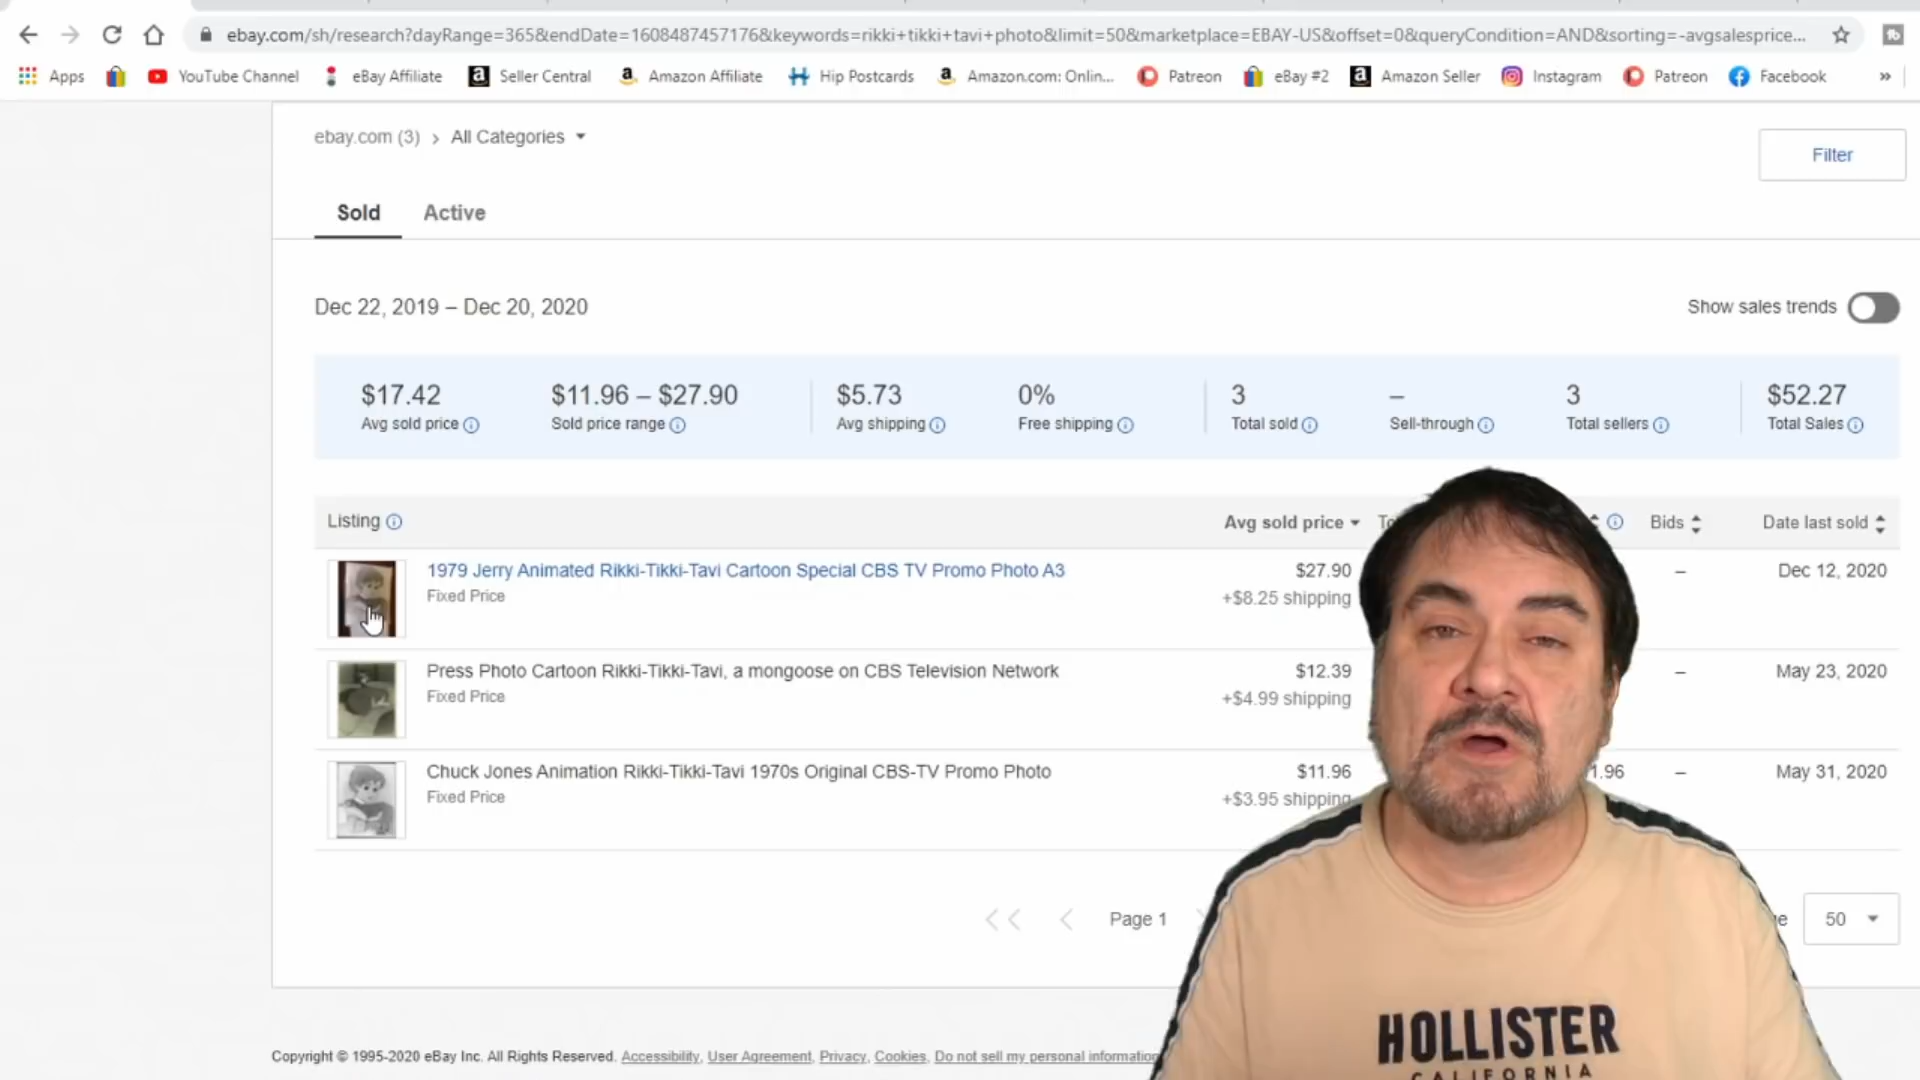 ebay.com/sh/research?dayRange=365&endDate=1608487457176&keywords=rikki+tikki+tavi+photo&limit=50&marketplace=EBAY-US&offset=0&queryCondition=AND&sorting=-avgsalesprice...
Apps YouTube Channel eBay Affiliate Seller Central Amazon Affiliate Hip Postcards Amazon.com: Onlin... Patreon eBay #2 Amazon Seller Instagram Patreon Facebook »
ebay.com (3) > All Categories
Filter
Sold Active
Dec 22, 2019 – Dec 20, 2020 Show sales trends
$17.42 $11.96 – $27.90 $5.73 0% 3 – 3 $52.27
Avg sold price Sold price range Avg shipping Free shipping Total sold Sell-through Total sellers Total Sales
Listing Avg sold price Bids Date last sold
1979 Jerry Animated Rikki-Tikki-Tavi Cartoon Special CBS TV Promo Photo A3 $27.90 – Dec 12, 2020
Fixed Price +$8.25 shipping
Press Photo Cartoon Rikki-Tikki-Tavi, a mongoose on CBS Television Network $12.39 – May 23, 2020
Fixed Price +$4.99 shipping
Chuck Jones Animation Rikki-Tikki-Tavi 1970s Original CBS-TV Promo Photo $11.96 1.96 – May 31, 2020
Fixed Price +$3.95 shipping
Page 1 50
Copyright © 1995-2020 eBay Inc. All Rights Reserved. Accessibility, User Agreement, Privacy, Cookies, Do not sell my personal information
HOLLISTER
CALIFORNIA